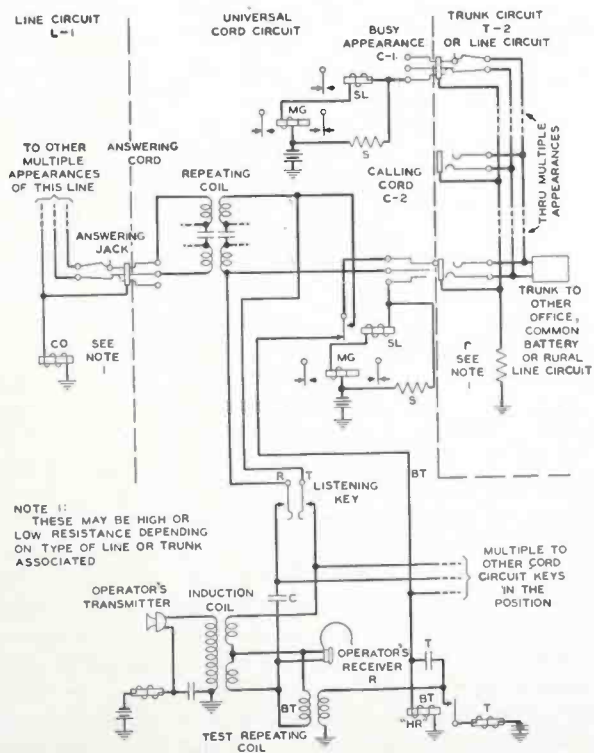 LINE CIRCUIT
L-1
UNIVERSAL
CORD CIRCUIT
TRUNK CIRCUIT
T-2
OR LINE CIRCUIT
BUSY
APPEARANCE
C-1
SL
MG
S
TO OTHER
MULTIPLE
APPEARANCES
OF THIS LINE
ANSWERING
CORD
REPEATING
COIL
CALLING
CORD
C-2
THRU MULTIPLE
APPEARANCES
ANSWERING
JACK
TRUNK TO
OTHER
OFFICE,
COMMON
BATTERY
OR RURAL
LINE CIRCUIT
CO
SEE
NOTE
1
SL
MG
S
r
SEE
NOTE
1
R
T
LISTENING
KEY
BT
NOTE 1:
THESE MAY BE HIGH OR
LOW RESISTANCE DEPENDING
ON TYPE OF LINE OR TRUNK
ASSOCIATED
MULTIPLE TO
OTHER CORD
CIRCUIT KEYS
IN THE
POSITION
OPERATOR'S
TRANSMITTER
INDUCTION
COIL
C
OPERATOR'S
RECEIVER
R
T
BT
BT
"HR"
T
TEST REPEATING
COIL